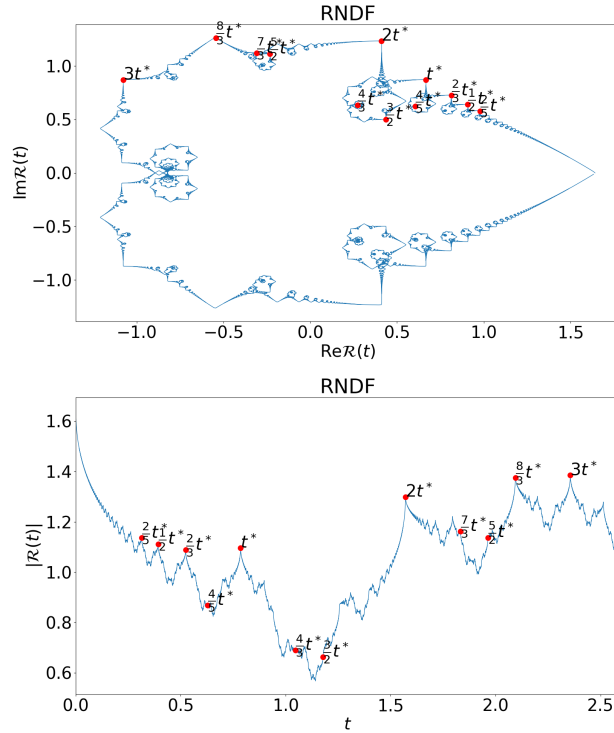 RNDF
ImR(t)
1.0
0.5
0.0
−0.5
−1.0
3t*
8/3 t*
7/3 t*
5/2 t*
2t*
t*
2/3 t*
1/2 t*
2/5 t*
4/3 t*
4/5 t*
3/2 t*
−1.0 −0.5 0.0 0.5 1.0 1.5
ReR(t)
RNDF
|R(t)|
1.6
1.4
1.2
1.0
0.8
0.6
2/5 t*
1/2 t*
2/3 t*
4/5 t*
t*
4/3 t*
3/2 t*
2t*
7/3 t*
5/2 t*
8/3 t*
3t*
0.0 0.5 1.0 1.5 2.0 2.5
t